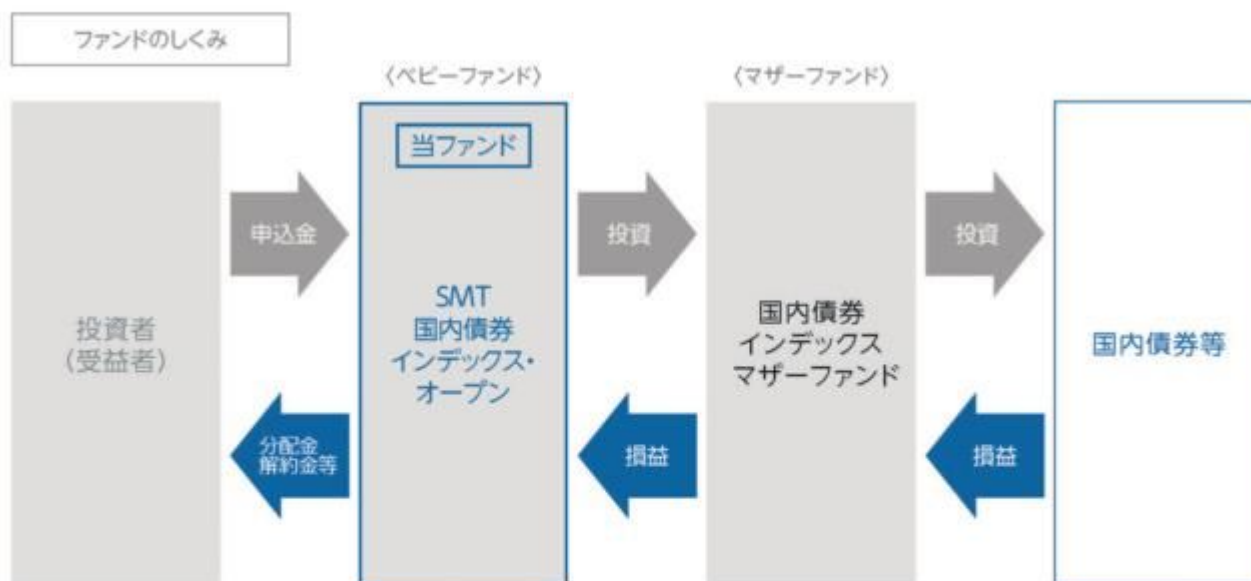 ファンドのしくみ
〈ベビーファンド〉
〈マザーファンド〉
投資者
（受益者）
申込金
分配金
解約金等
当ファンド
SMT
国内債券
インデックス・
オープン
投資
損益
国内債券
インデックス
マザーファンド
投資
損益
国内債券等